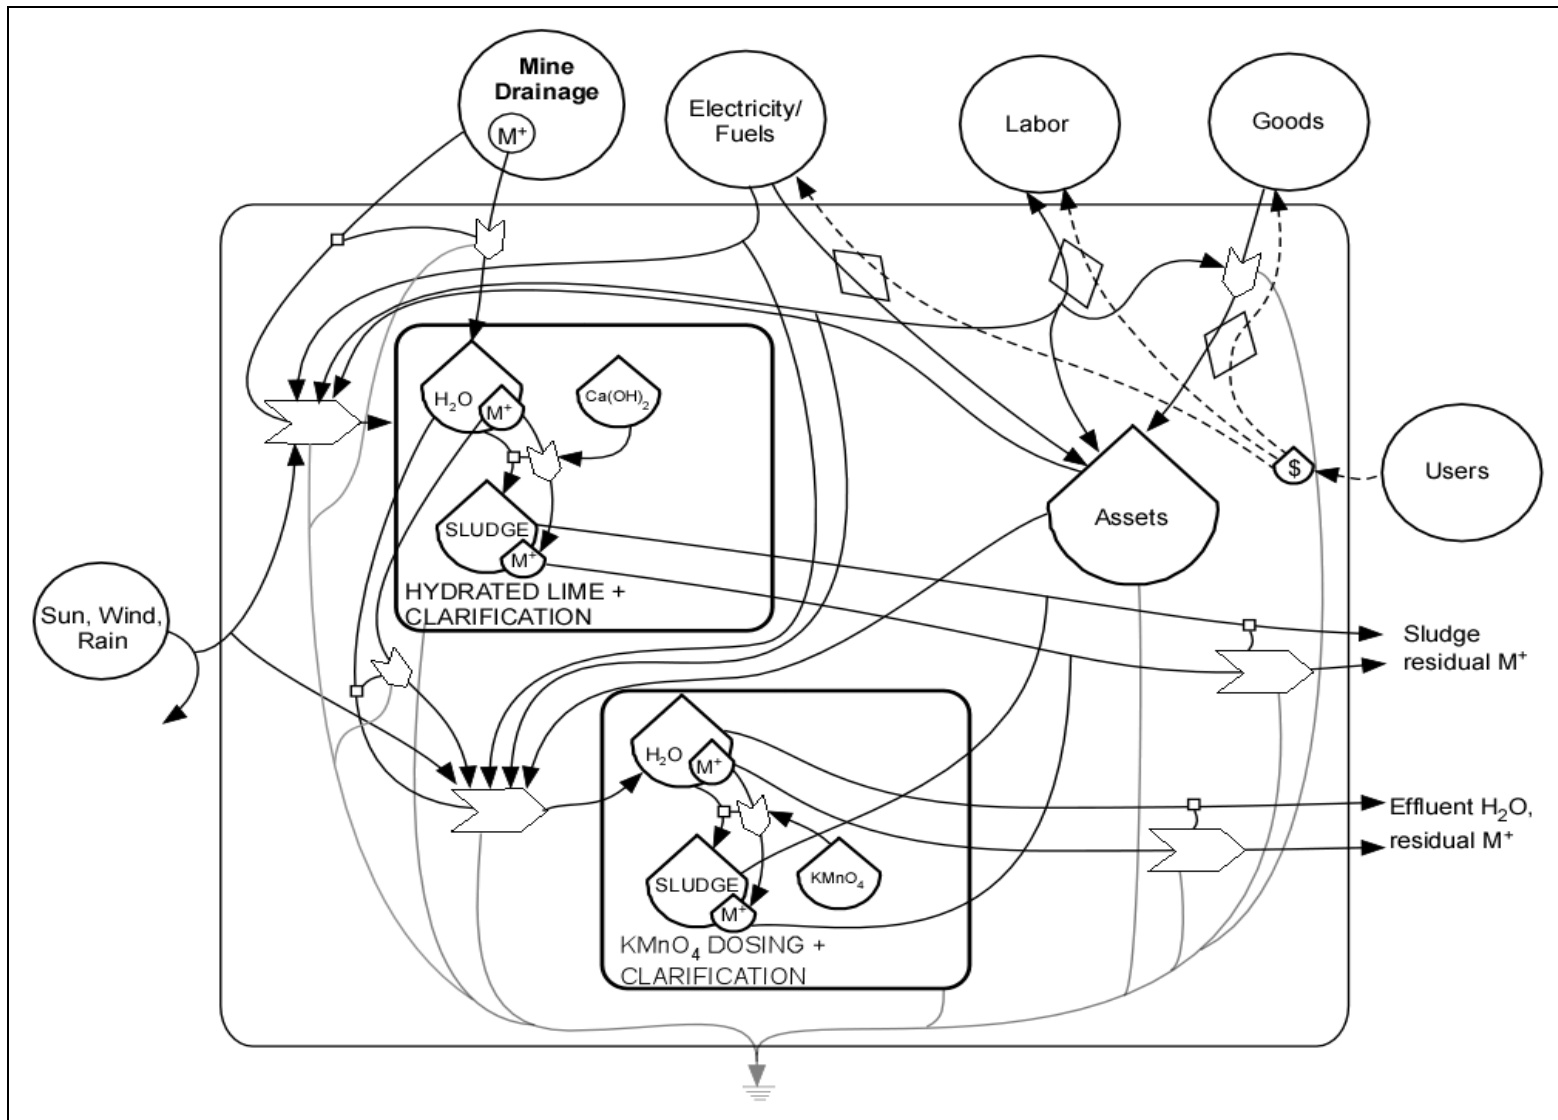 Mine
Drainage
M⁺
Electricity/
Fuels
Labor
Goods
H₂O
M⁺
Ca(OH)₂
SLUDGE
M⁺
HYDRATED LIME +
CLARIFICATION
Assets
$
Users
Sun, Wind,
Rain
Sludge
residual M⁺
H₂O
M⁺
SLUDGE
M⁺
KMnO₄
KMnO₄ DOSING +
CLARIFICATION
Effluent H₂O,
residual M⁺